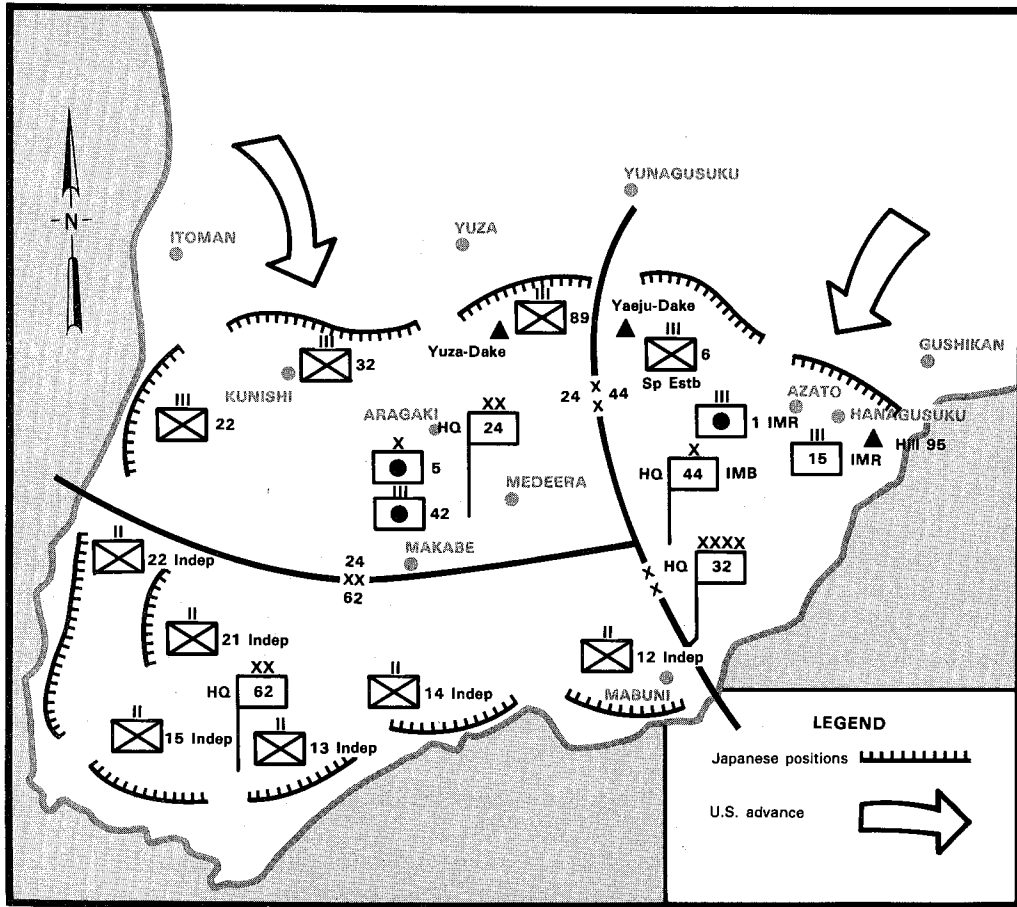 YUNAGUSUKU
N
ITOMAN
YUZA
III
89
Yaeju-Dake
III
6
Sp Estb
Yuza-Dake
III
32
KUNISHI
GUSHIKAN
AZATO
HANAGUSUKU
Hill 95
III
22
XX
HQ 24
ARAGAKI
24 XX 44
III
1 IMR
III
15 IMR
X
5
III
42
MEDEERA
X
HQ 44 IMB
MAKABE
XXXX
HQ 32
24
XX
62
XX
II
22 Indep
II
21 Indep
II
12 Indep
MABUNI
XX
HQ 62
II
14 Indep
II
15 Indep
II
13 Indep
LEGEND
Japanese positions
U.S. advance